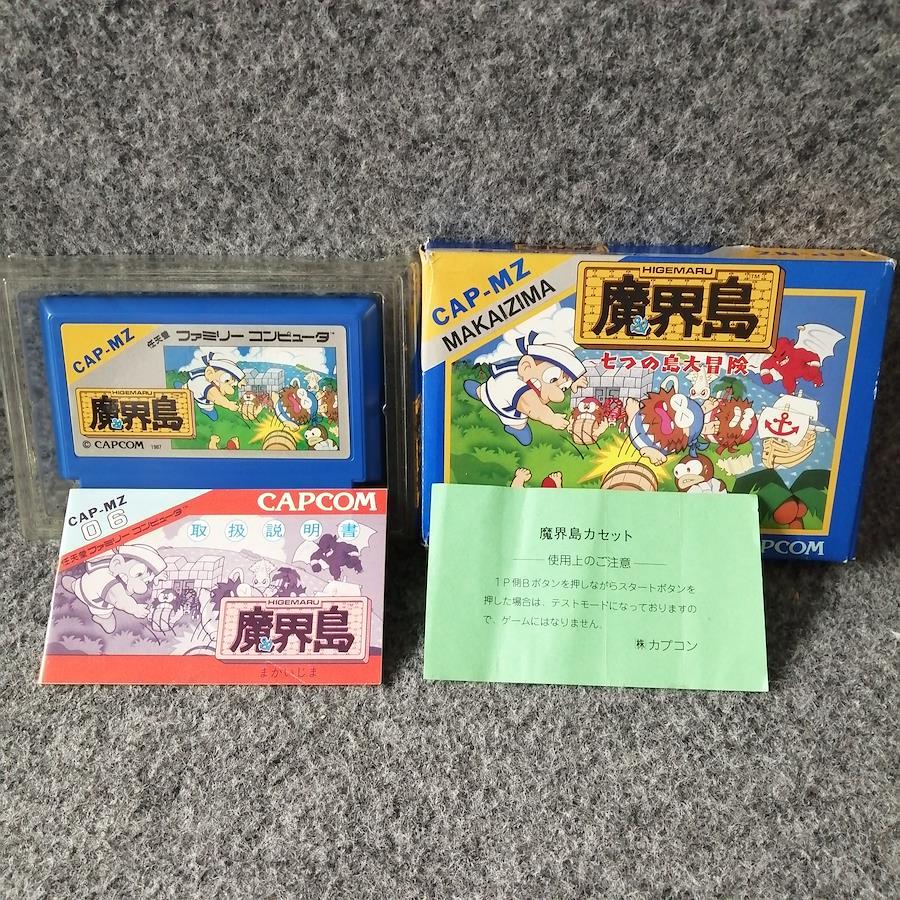 CAP-MZ
任天堂 ファミリー コンピュータ™
HIGEMARU
魔界島
© CAPCOM 1987
CAP-MZ
MAKAIZIMA
HIGEMARU
TM
魔界島
七つの島大冒険
CAPCOM
CAP-MZ
CAP-MZ
06
CAPCOM
任天堂 ファミリー コンピュータ™
取扱説明書
HIGEMARU
魔界島
まかいじま
魔界島カセット
使用上のご注意
1P側Bボタンを押しながらスタートボタンを
押した場合は、テストモードになっておりますの
で、ゲームにはなりません。
㈱ カプコン